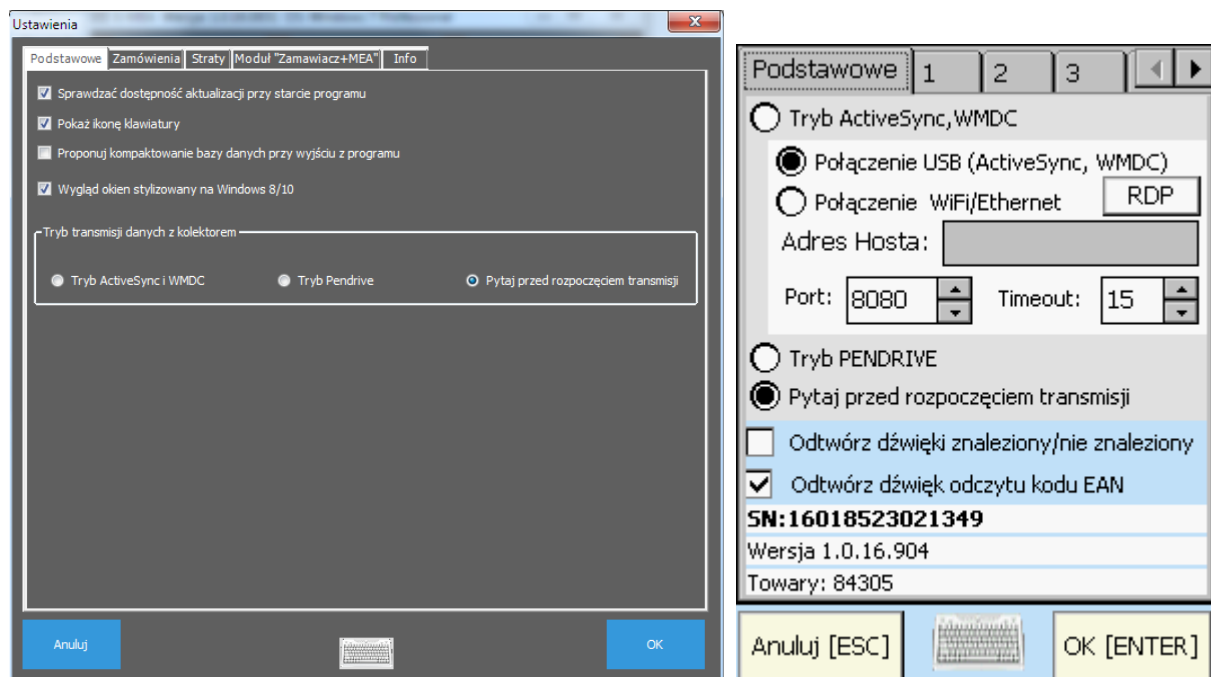 Ustawienia
Podstawowe Zamówienia Straty Moduł "Zamawiacz+MEA" Info
Sprawdzać dostępność aktualizacji przy starcie programu
Pokaż ikonę klawiatury
Proponuj kompaktowanie bazy danych przy wyjściu z programu
Wygląd okien stylizowany na Windows 8/10
Tryb transmisji danych z kolektorem
Tryb ActiveSync i WMDC Tryb Pendrive Pytaj przed rozpoczęciem transmisji
Anuluj OK
Podstawowe 1 2 3
Tryb ActiveSync,WMDC
Połączenie USB (ActiveSync, WMDC)
Połączenie WiFi/Ethernet RDP
Adres Hosta:
Port: 8080 Timeout: 15
Tryb PENDRIVE
Pytaj przed rozpoczęciem transmisji
Odtwórz dźwięki znaleziony/nie znaleziony
Odtwórz dźwięk odczytu kodu EAN
SN:16018523021349
Wersja 1.0.16.904
Towary: 84305
Anuluj [ESC] OK [ENTER]